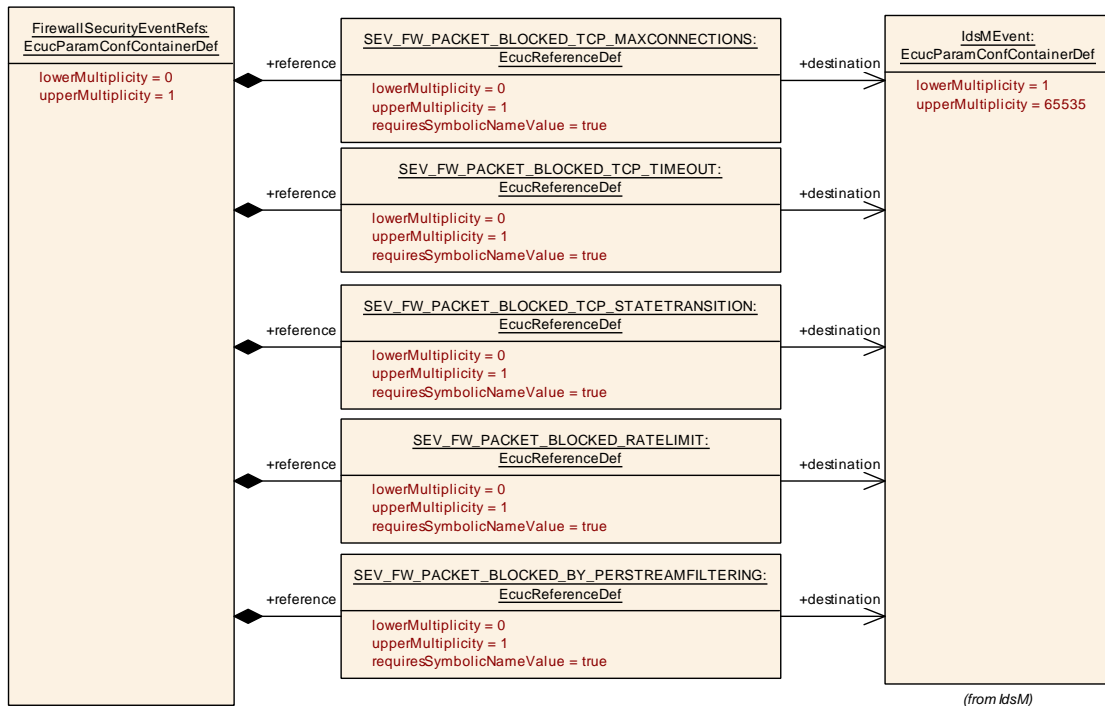 FirewallSecurityEventRefs:
EcucParamConfContainerDef
lowerMultiplicity = 0
upperMultiplicity = 1
+reference
SEV_FW_PACKET_BLOCKED_TCP_MAXCONNECTIONS:
EcucReferenceDef
lowerMultiplicity = 0
upperMultiplicity = 1
requiresSymbolicNameValue = true
+destination
IdsMEvent:
EcucParamConfContainerDef
lowerMultiplicity = 1
upperMultiplicity = 65535
+reference
SEV_FW_PACKET_BLOCKED_TCP_TIMEOUT:
EcucReferenceDef
lowerMultiplicity = 0
upperMultiplicity = 1
requiresSymbolicNameValue = true
+destination
+reference
SEV_FW_PACKET_BLOCKED_TCP_STATETRANSITION:
EcucReferenceDef
lowerMultiplicity = 0
upperMultiplicity = 1
requiresSymbolicNameValue = true
+destination
+reference
SEV_FW_PACKET_BLOCKED_RATELIMIT:
EcucReferenceDef
lowerMultiplicity = 0
upperMultiplicity = 1
requiresSymbolicNameValue = true
+destination
+reference
SEV_FW_PACKET_BLOCKED_BY_PERSTREAMFILTERING:
EcucReferenceDef
lowerMultiplicity = 0
upperMultiplicity = 1
requiresSymbolicNameValue = true
+destination
(from IdsM)